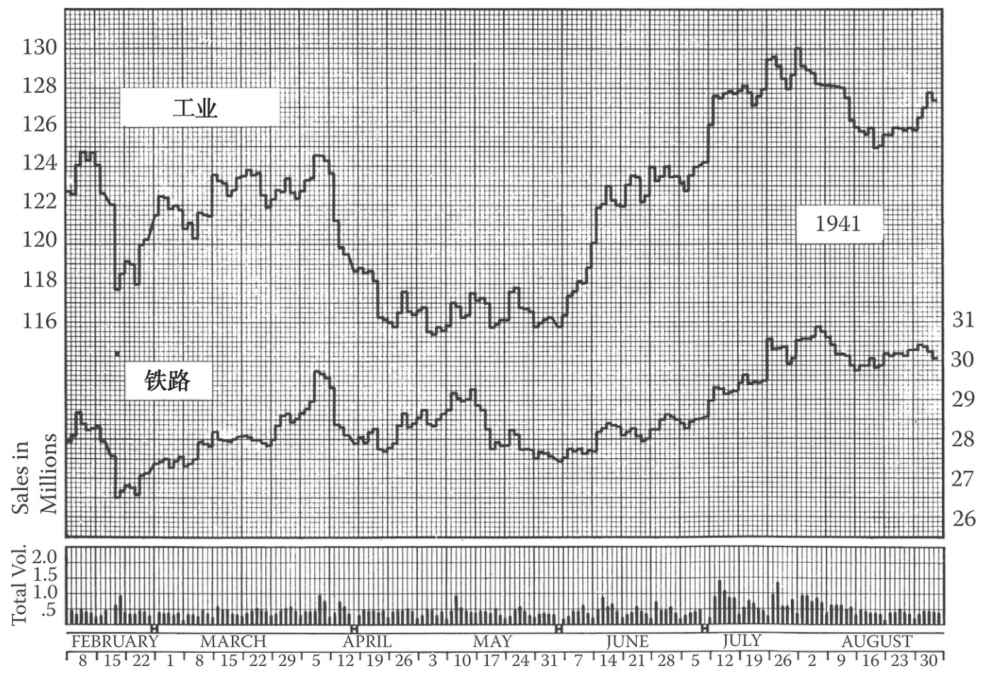 130
128
工业
126
124
122
1941
120
118
116
31
30
铁路
29
28
27
26
Sales in
Millions
2.0
1.5
1.0
.5
Total Vol.
FEBRUARY MARCH APRIL MAY JUNE JULY AUGUST
8 15 22 1 8 15 22 29 5 12 19 26 3 10 17 24 31 7 14 21 28 5 12 19 26 2 9 16 23 30